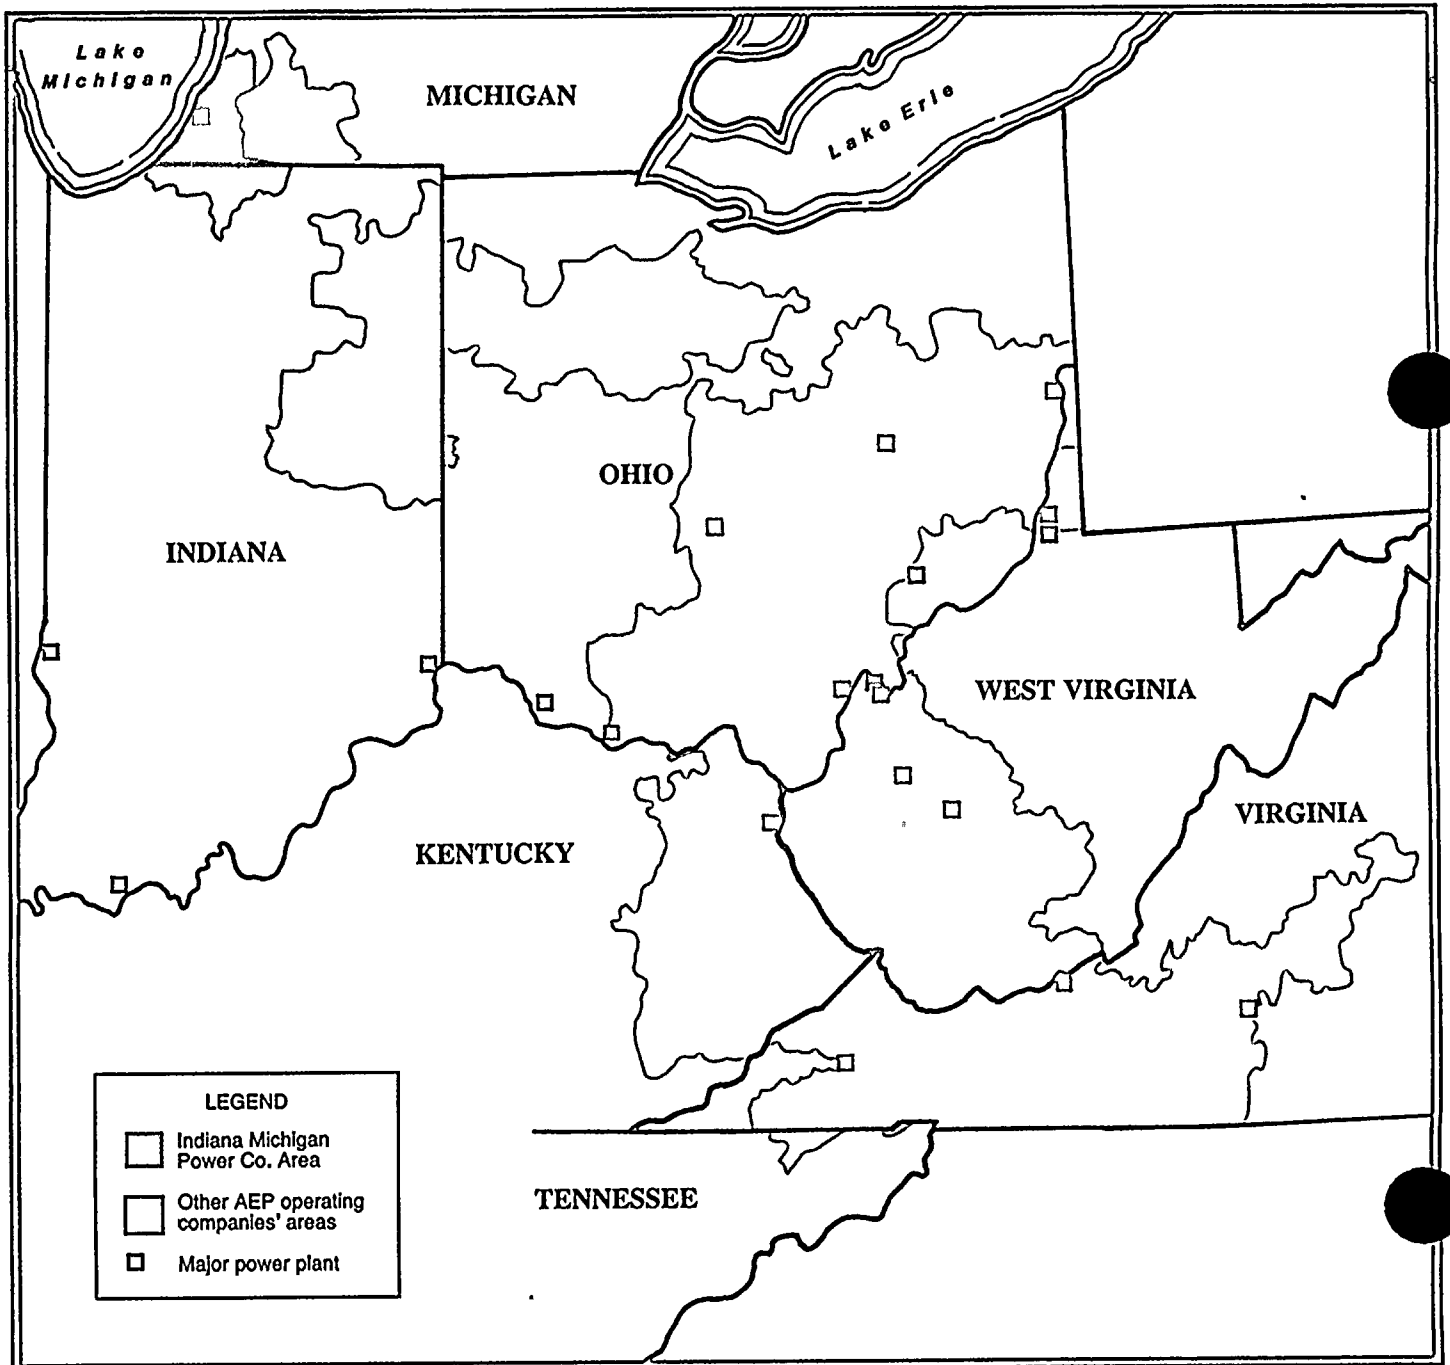 Lake
Michigan
MICHIGAN
Lake Erie
OHIO
INDIANA
WEST VIRGINIA
VIRGINIA
KENTUCKY
LEGEND
Indiana Michigan
Power Co. Area
Other AEP operating
companies' areas
Major power plant
TENNESSEE